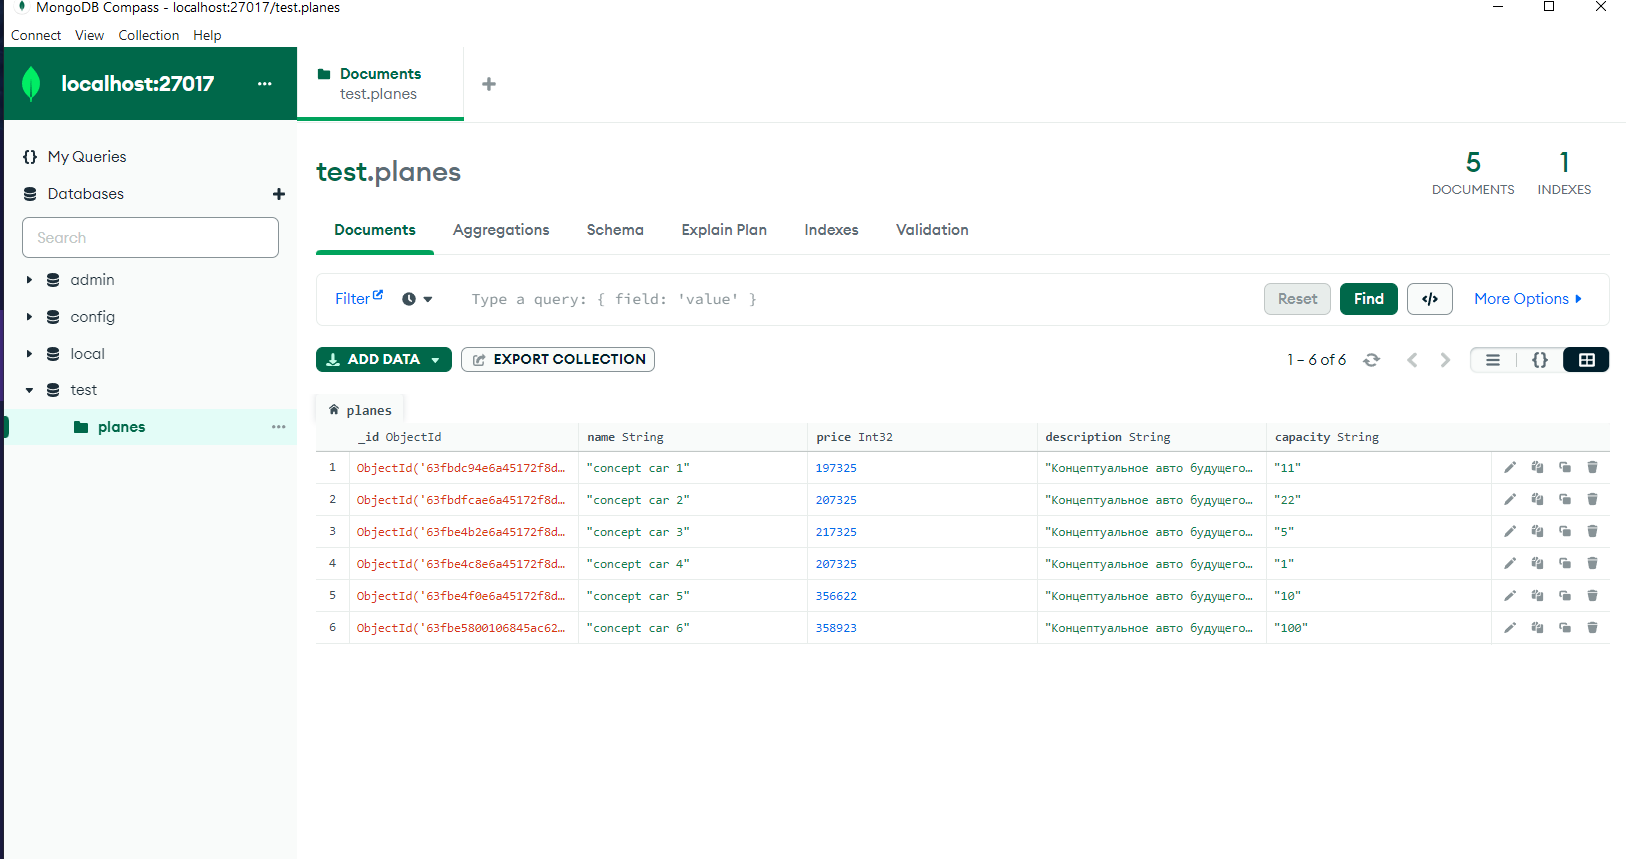 MongoDB Compass - localhost:27017/test.planes
Connect View Collection Help
localhost:27017 ...
Documents
test.planes
+
My Queries
Databases +
Search
admin
config
local
test
planes ...
test.planes
5 DOCUMENTS
1 INDEXES
Documents Aggregations Schema Explain Plan Indexes Validation
Filter Type a query: { field: 'value' } Reset Find </> More Options
ADD DATA EXPORT COLLECTION 1 – 6 of 6 {}
planes
_id ObjectId name String price Int32 description String capacity String
1 ObjectId('63fbdc94e6a45172f8d… "concept car 1" 197325 "Концептуальное авто будущего… "11"
2 ObjectId('63fbdfcae6a45172f8d… "concept car 2" 207325 "Концептуальное авто будущего… "22"
3 ObjectId('63fbe4b2e6a45172f8d… "concept car 3" 217325 "Концептуальное авто будущего… "5"
4 ObjectId('63fbe4c8e6a45172f8d… "concept car 4" 207325 "Концептуальное авто будущего… "1"
5 ObjectId('63fbe4f0e6a45172f8d… "concept car 5" 356622 "Концептуальное авто будущего… "10"
6 ObjectId('63fbe5800106845ac62… "concept car 6" 358923 "Концептуальное авто будущего… "100"